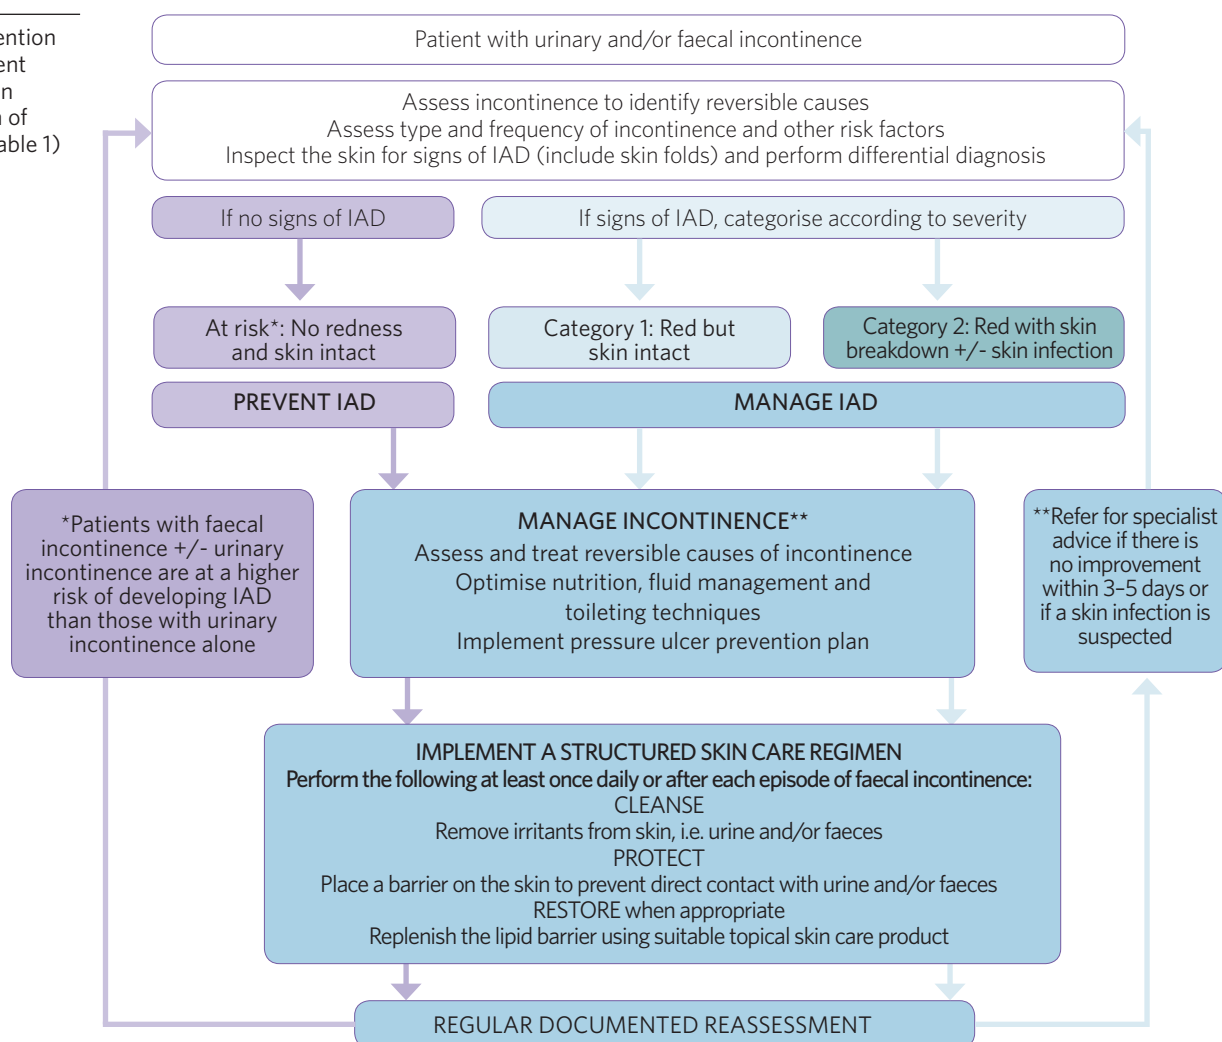 ention
ent
n
of
able 1)
Patient with urinary and/or faecal incontinence
Assess incontinence to identify reversible causes
Assess type and frequency of incontinence and other risk factors
Inspect the skin for signs of IAD (include skin folds) and perform differential diagnosis
If no signs of IAD
If signs of IAD, categorise according to severity
At risk*: No redness
and skin intact
Category 1: Red but
skin intact
Category 2: Red with skin
breakdown +/- skin infection
PREVENT IAD
MANAGE IAD
*Patients with faecal
incontinence +/- urinary
incontinence are at a higher
risk of developing IAD
than those with urinary
incontinence alone
MANAGE INCONTINENCE**
Assess and treat reversible causes of incontinence
Optimise nutrition, fluid management and
toileting techniques
Implement pressure ulcer prevention plan
**Refer for specialist
advice if there is
no improvement
within 3–5 days or
if a skin infection is
suspected
IMPLEMENT A STRUCTURED SKIN CARE REGIMEN
Perform the following at least once daily or after each episode of faecal incontinence:
CLEANSE
Remove irritants from skin, i.e. urine and/or faeces
PROTECT
Place a barrier on the skin to prevent direct contact with urine and/or faeces
RESTORE when appropriate
Replenish the lipid barrier using suitable topical skin care product
REGULAR DOCUMENTED REASSESSMENT